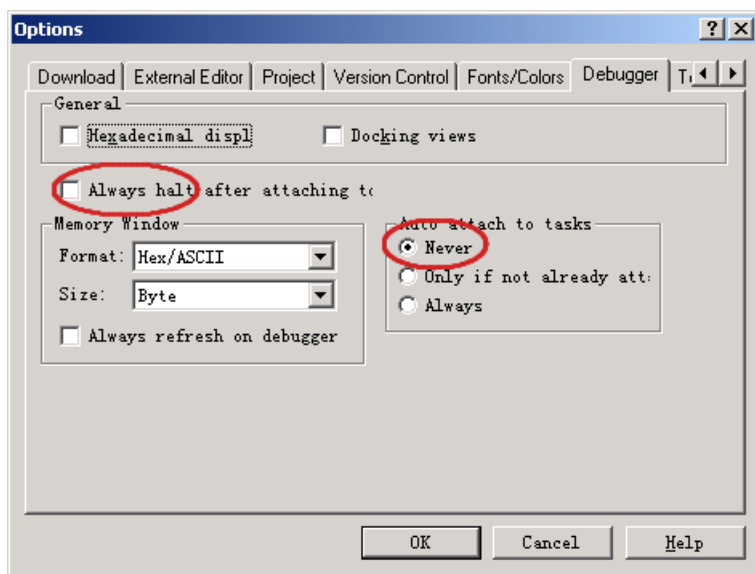 Options
Download External Editor Project Version Control Fonts/Colors Debugger T
General
Hexadecimal displ Docking views
Always halt after attaching to
Memory Window
Format: Hex/ASCII
Size: Byte
Always refresh on debugger
Auto attach to tasks
Never
Only if not already att
Always
OK Cancel Help